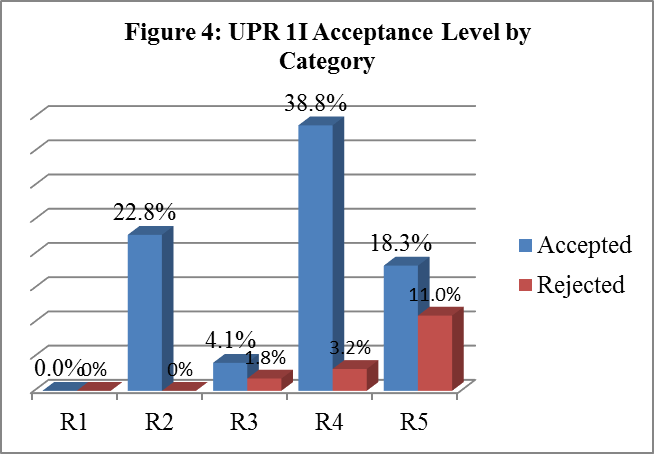 Figure 4: UPR 1I Acceptance Level by
Category
38.8%
22.8%
18.3%
11.0%
4.1%
3.2%
1.8%
0.0%
0%
0%
Accepted
Rejected
R1 R2 R3 R4 R5